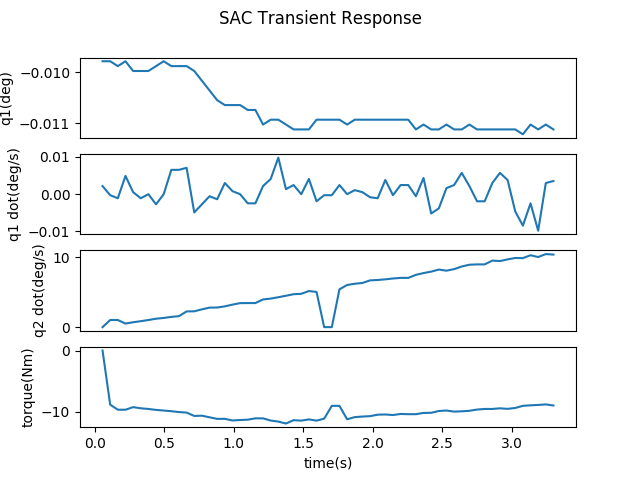 SAC Transient Response
q1(deg)
−0.010
−0.011
q1 dot(deg/s)
0.01
0.00
−0.01
q2 dot(deg/s)
10
0
torque(Nm)
0
−10
0.0 0.5 1.0 1.5 2.0 2.5 3.0
time(s)